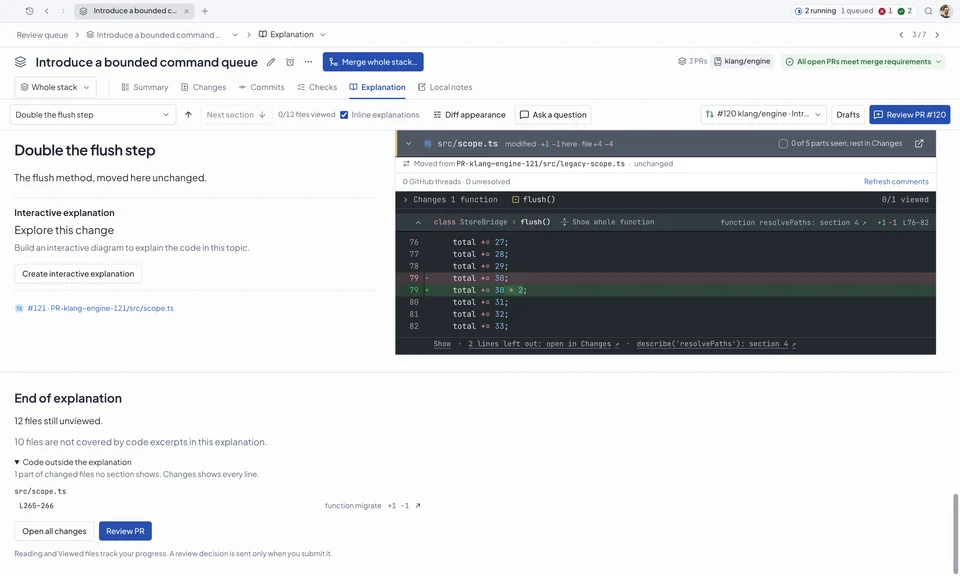 Introduce a bounded c...
2 running 1 queued 1 2
Review queue Introduce a bounded command ... Explanation
3/7
Introduce a bounded command queue
Merge whole stack...
3 PRs klang/engine All open PRs meet merge requirements
Whole stack Summary Changes Commits Checks Explanation Local notes
Double the flush step Next section 0/12 files viewed Inline explanations Diff appearance Ask a question
#120 klang/engine · Intr... Drafts Review PR #120
Double the flush step
The flush method, moved here unchanged.
Interactive explanation
Explore this change
Build an interactive diagram to explain the code in this topic.
Create interactive explanation
TS #121 · PR-klang-engine-121/src/scope.ts
src/scope.ts modified · +1 −1 here · file +4 −4 0 of 5 parts seen, rest in Changes
Moved from PR-klang-engine-121/src/legacy-scope.ts · unchanged
0 GitHub threads · 0 unresolved Refresh comments
Changes 1 function flush() 0/1 viewed
class StoreBridge › flush() Show whole function function resolvePaths: section 4 ↗ +1 −1 L76–82
76 total += 27;
77 total += 28;
78 total += 29;
79 - total += 30;
79 + total += 30 * 2;
80 total += 31;
81 total += 32;
82 total += 33;
Show · 2 lines left out: open in Changes ↗ · describe('resolvePaths'): section 4 ↗
End of explanation
12 files still unviewed.
10 files are not covered by code excerpts in this explanation.
▼ Code outside the explanation
1 part of changed files no section shows. Changes shows every line.
src/scope.ts
L265–266 function migrate +1 -1 ↗
Open all changes Review PR
Reading and Viewed files track your progress. A review decision is sent only when you submit it.